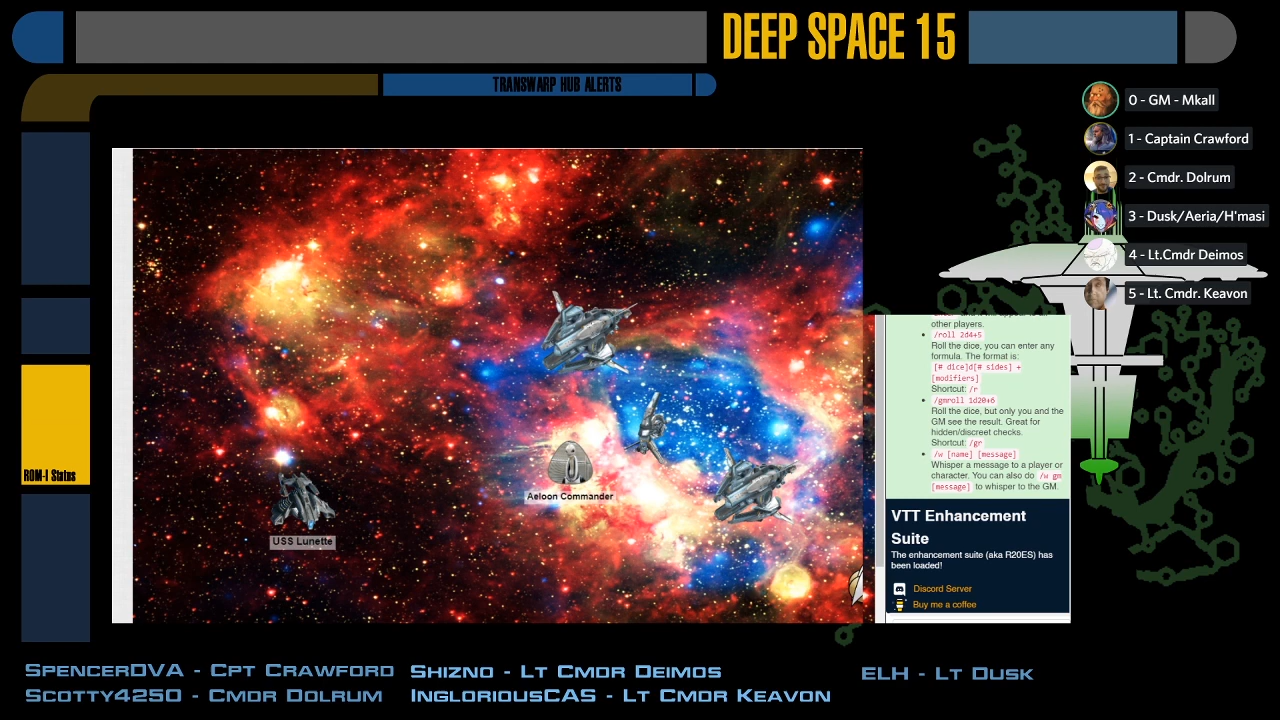 DEEP SPACE 15
TRANSWARP HUB ALERTS
0 - GM - Mkall
1 - Captain Crawford
2 - Cmdr. Dolrum
3 - Dusk/Aeria/H'masi
4 - Lt.Cmdr Deimos
5 - Lt. Cmdr. Keavon
other players.
/roll 2d4+5
Roll the dice, you can enter any
formula. The format is:
[# dice]d[# sides] +
[modifiers]
Shortcut: /r
/gmroll 1d20+6
Roll the dice, but only you and the
GM see the result. Great for
hidden/discreet checks.
Shortcut: /gr
/w [name] [message]
Whisper a message to a player or
character. You can also do /w gm
[message] to whisper to the GM.
VTT Enhancement
Suite
The enhancement suite (aka R20ES) has
been loaded!
Discord Server
Buy me a coffee
Aeloon Commander
USS Lunette
ROM-I Status
SpencerDVA - Cpt Crawford
Shizno - Lt Cmdr Deimos
ELH - Lt Dusk
Scotty4250 - Cmdr Dolrum
IngloriousCAS - Lt Cmdr Keavon